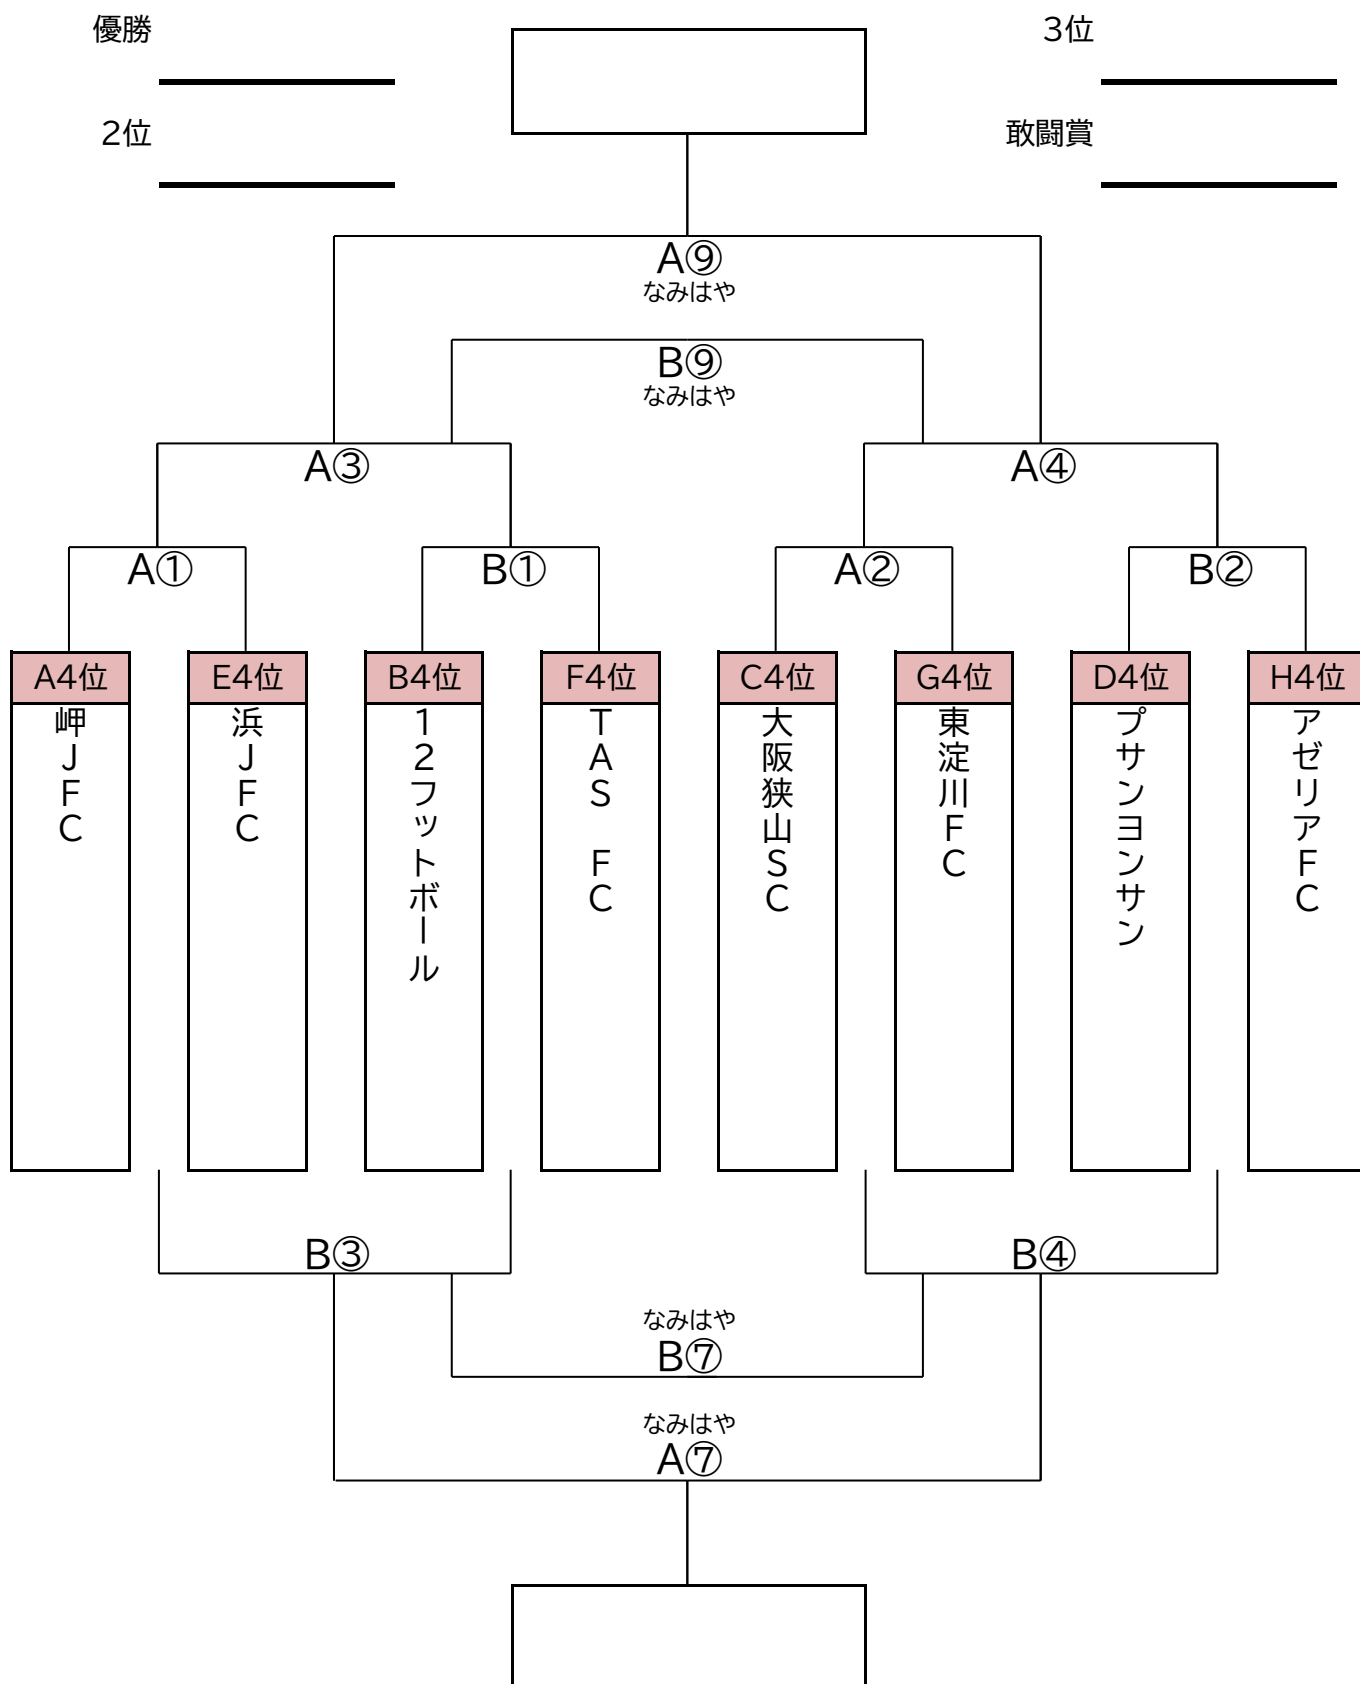 優勝
3位
2位
敢闘賞
A⑨
なみはや
B⑨
なみはや
A③
A④
A①
B①
A②
B②
A4位
E4位
B4位
F4位
C4位
G4位
D4位
H4位
岬JFC
浜JFC
12フットボール
TAS FC
大阪狭山SC
東淀川FC
プサンヨンサン
アゼリアFC
B③
B④
なみはや
B⑦
なみはや
A⑦